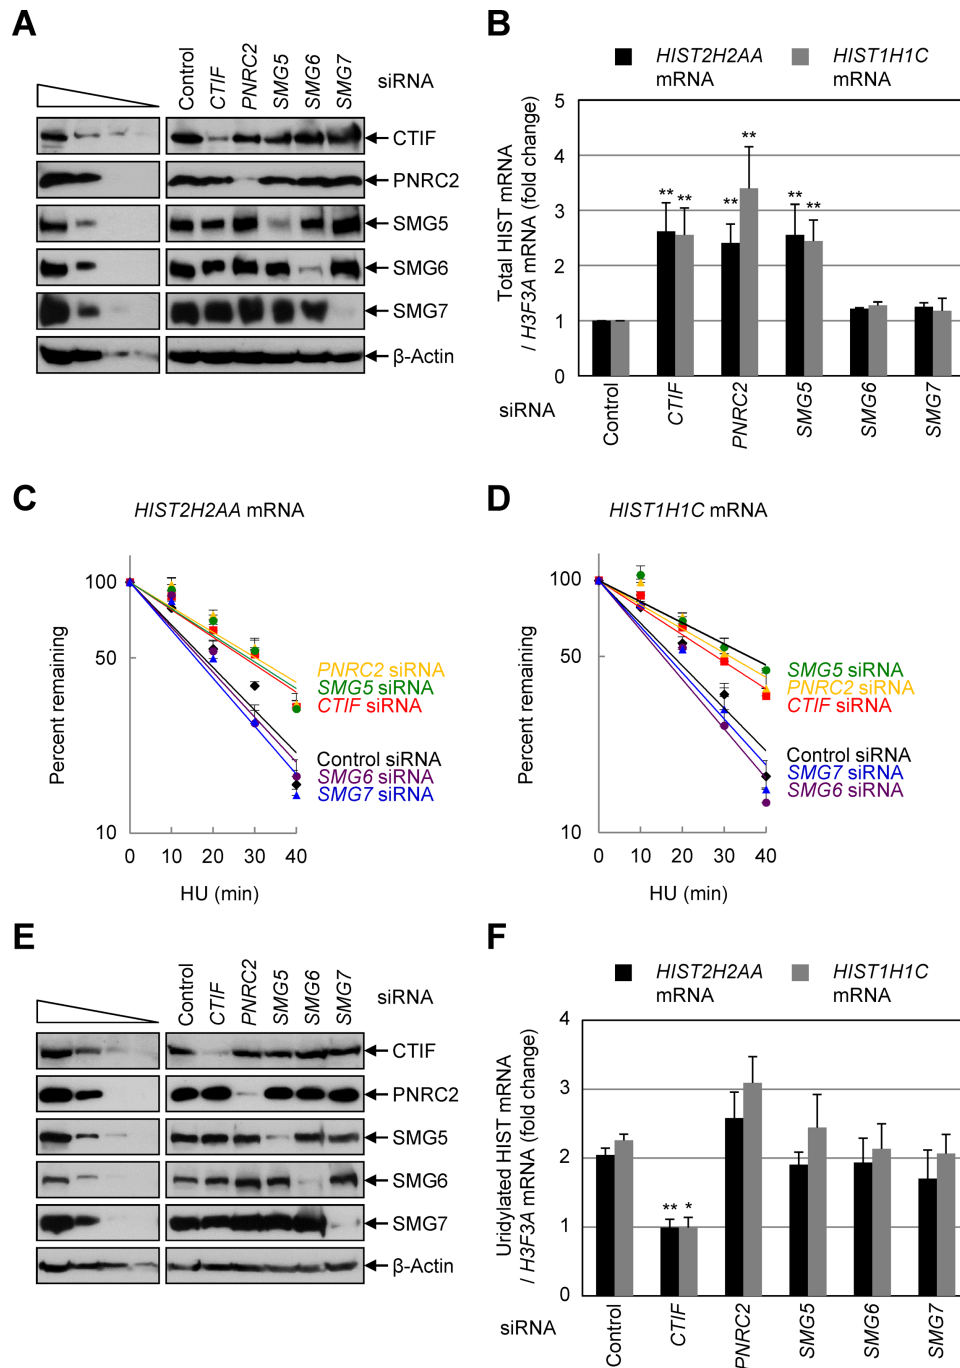 A
Control
CTIF
PNRC2
SMG5
SMG6
SMG7
siRNA
CTIF
PNRC2
SMG5
SMG6
SMG7
β-Actin
B
HIST2H2AA mRNA
HIST1H1C mRNA
Total HIST mRNA
/ H3F3A mRNA (fold change)
5
4
3
2
1
0
** ** ** ** ** **
siRNA
Control
CTIF
PNRC2
SMG5
SMG6
SMG7
C
HIST2H2AA mRNA
Percent remaining
100
50
10
0 10 20 30 40
HU (min)
PNRC2 siRNA
SMG5 siRNA
CTIF siRNA
Control siRNA
SMG6 siRNA
SMG7 siRNA
D
HIST1H1C mRNA
Percent remaining
100
50
10
0 10 20 30 40
HU (min)
SMG5 siRNA
PNRC2 siRNA
CTIF siRNA
Control siRNA
SMG7 siRNA
SMG6 siRNA
E
Control
CTIF
PNRC2
SMG5
SMG6
SMG7
siRNA
CTIF
PNRC2
SMG5
SMG6
SMG7
β-Actin
F
HIST2H2AA mRNA
HIST1H1C mRNA
Uridylated HIST mRNA
/ H3F3A mRNA (fold change)
4
3
2
1
0
** *
siRNA
Control
CTIF
PNRC2
SMG5
SMG6
SMG7